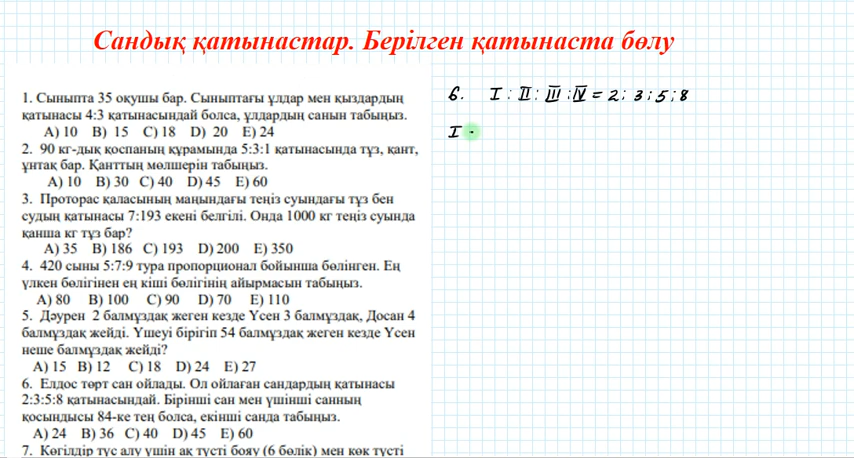 Сандық қатынастар. Берілген қатынаста бөлу
1. Сыныпта 35 оқушы бар. Сыныптағы ұлдар мен қыздардың
қатынасы 4:3 қатынасындай болса, ұлдардың санын табыңыз.
A) 10 B) 15 C) 18 D) 20 E) 24
2. 90 кг-дық қоспаның құрамында 5:3:1 қатынасында тұз, қант,
ұнтақ бар. Қанттың мөлшерін табыңыз.
A) 10 B) 30 C) 40 D) 45 E) 60
3. Проторас қаласының маңындағы теңіз суындағы тұз бен
судың қатынасы 7:193 екені белгілі. Онда 1000 кг теңіз суында
қанша кг тұз бар?
A) 35 B) 186 C) 193 D) 200 E) 350
4. 420 сыны 5:7:9 тура пропорционал бойынша бөлінген. Ең
үлкен бөлігінен ең кіші бөлігінің айырмасын табыңыз.
A) 80 B) 100 C) 90 D) 70 E) 110
5. Дәурен 2 балмұздақ жеген кезде Үсен 3 балмұздақ, Досан 4
балмұздақ жейді. Үшеуі бірігіп 54 балмұздақ жеген кезде Үсен
неше балмұздақ жейді?
A) 15 B) 12 C) 18 D) 24 E) 27
6. Елдос төрт сан ойлады. Ол ойлаған сандардың қатынасы
2:3:5:8 қатынасындай. Бірінші сан мен үшінші санның
қосындысы 84-ке тең болса, екінші санда табыңыз.
A) 24 B) 36 C) 40 D) 45 E) 60
7. Көгілдір түс алу үшін ақ түсті бояу (6 бөлік) мен көк түсті
6. I : II : III : IV = 2 : 3 : 5 : 8
I -